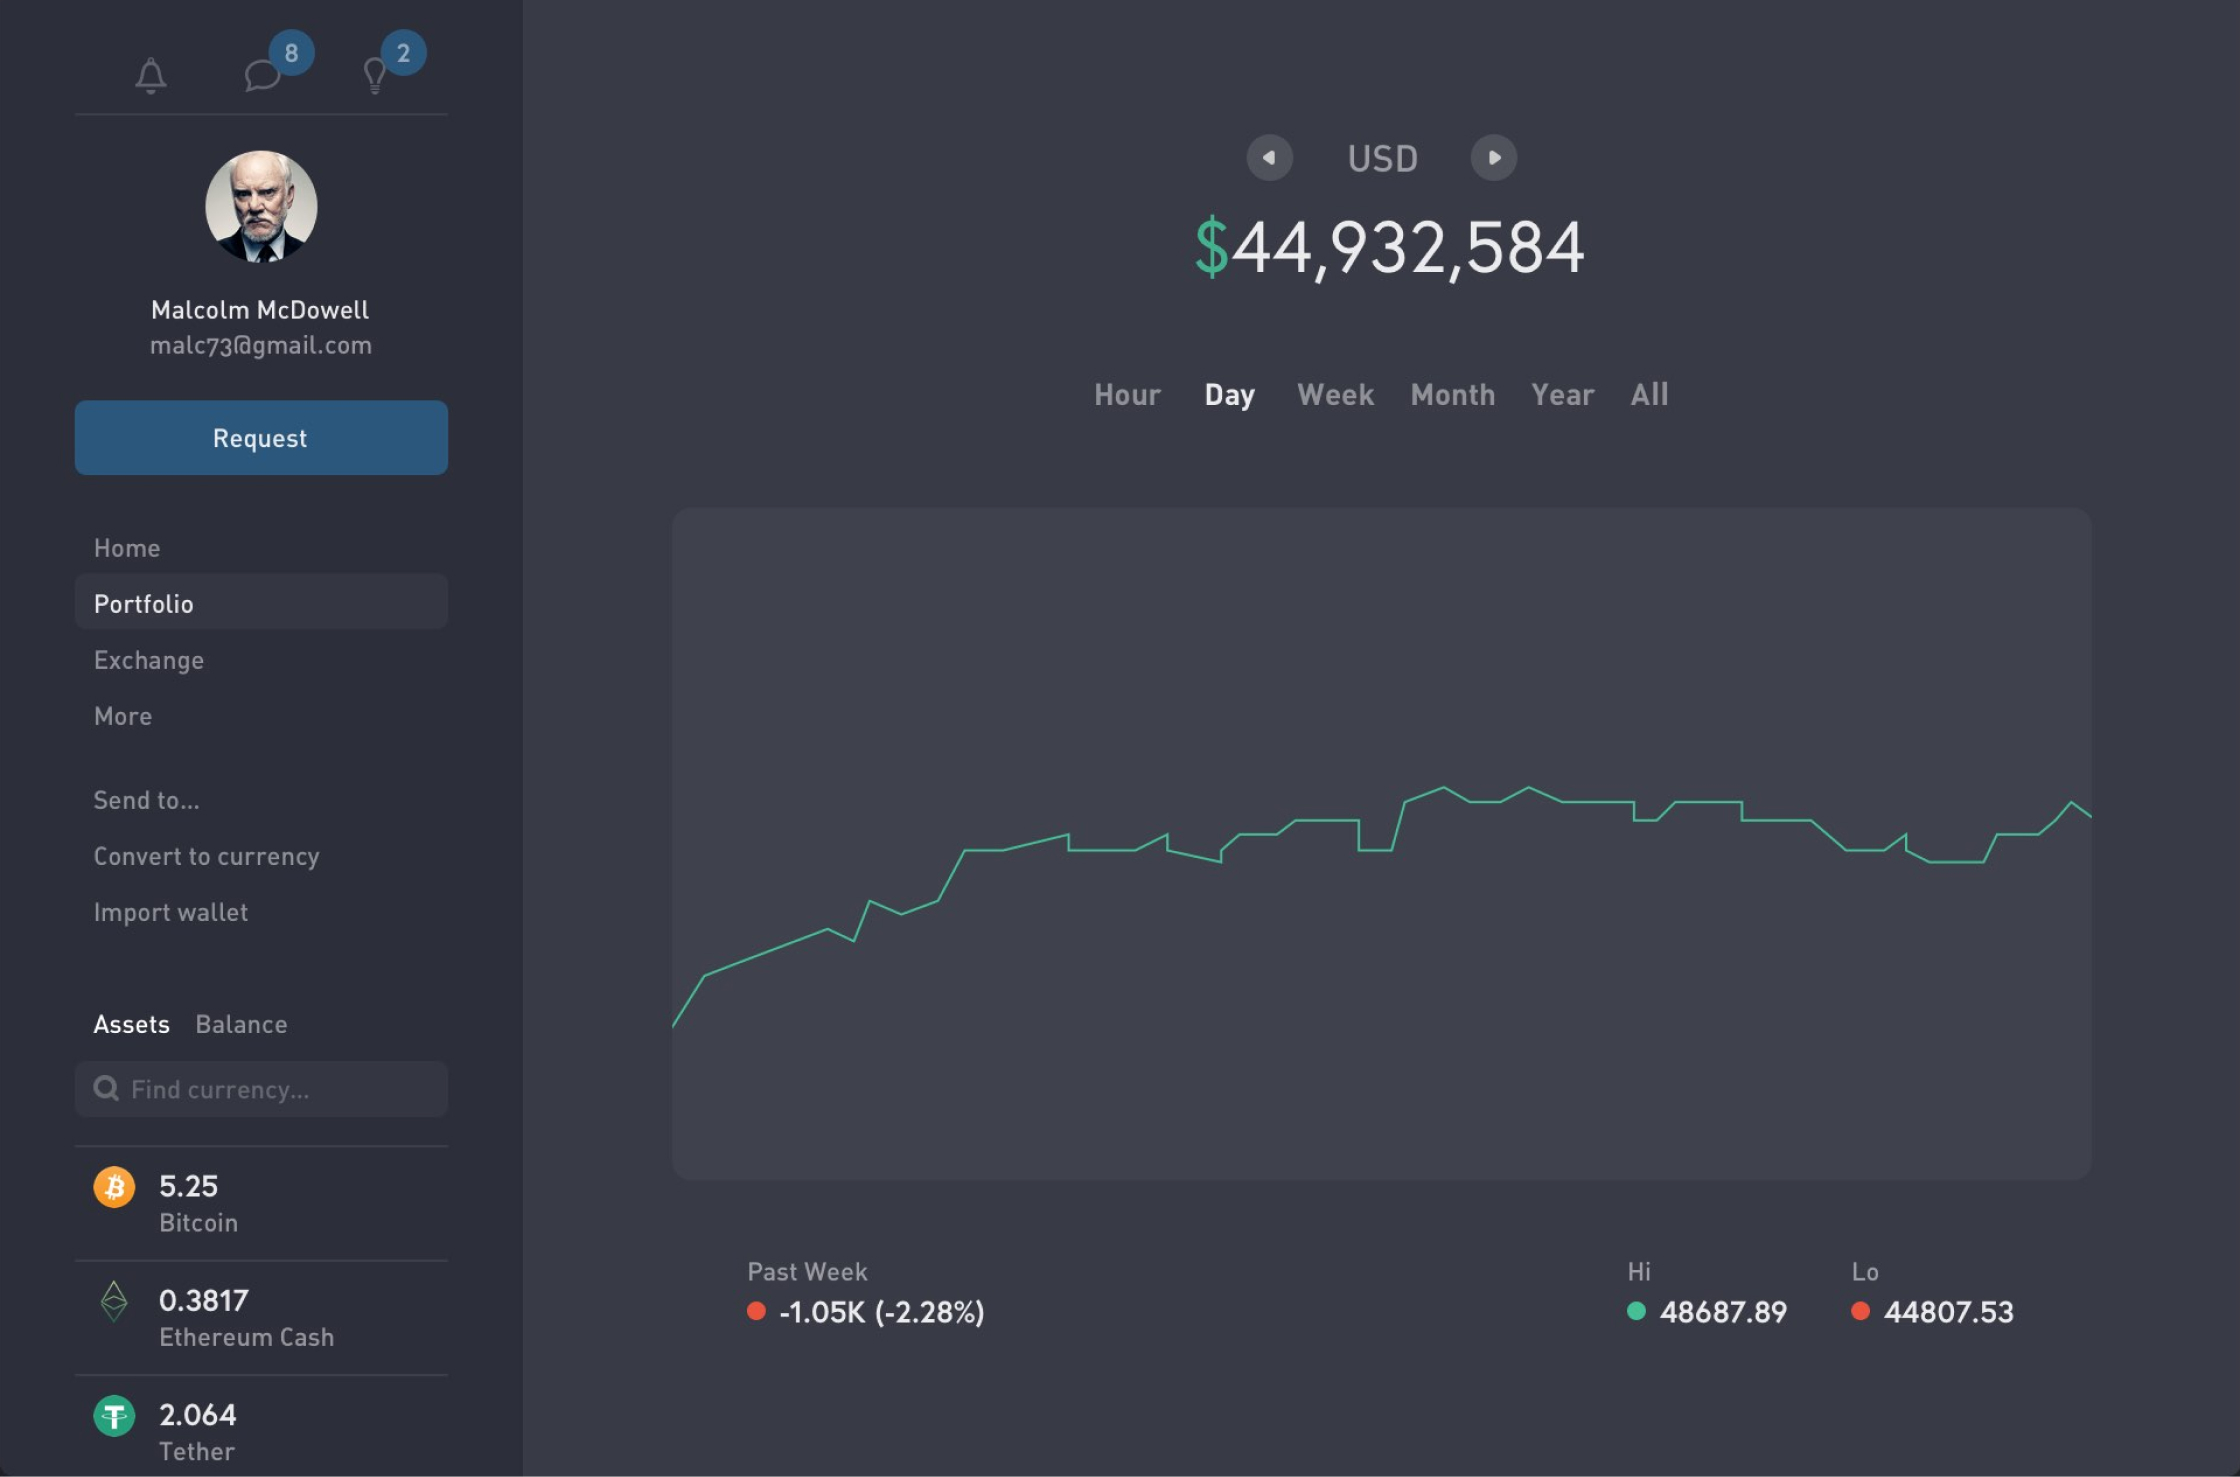 8
2
Malcolm McDowell
malc73@gmail.com
Request
Home
Portfolio
Exchange
More
Send to...
Convert to currency
Import wallet
Assets Balance
Find currency...
5.25
Bitcoin
0.3817
Ethereum Cash
2.064
Tether
USD
$44,932,584
Hour Day Week Month Year All
Past Week
-1.05K (-2.28%)
Hi
48687.89
Lo
44807.53